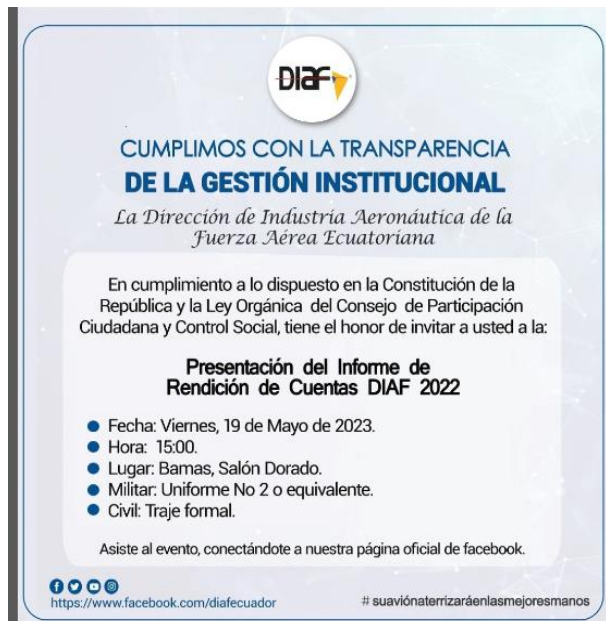 DIAF
CUMPLIMOS CON LA TRANSPARENCIA
DE LA GESTIÓN INSTITUCIONAL
La Dirección de Industria Aeronáutica de la
Fuerza Aérea Ecuatoriana
En cumplimiento a lo dispuesto en la Constitución de la
República y la Ley Orgánica del Consejo de Participación
Ciudadana y Control Social, tiene el honor de invitar a usted a la:
Presentación del Informe de
Rendición de Cuentas DIAF 2022
Fecha: Viernes, 19 de Mayo de 2023.
Hora: 15:00.
Lugar: Bamas, Salón Dorado.
Militar: Uniforme No 2 o equivalente.
Civil: Traje formal.
Asiste al evento, conectándote a nuestra página oficial de facebook.
https://www.facebook.com/diafecuador
# suaviónaterrizaráenlasmejoresmanos